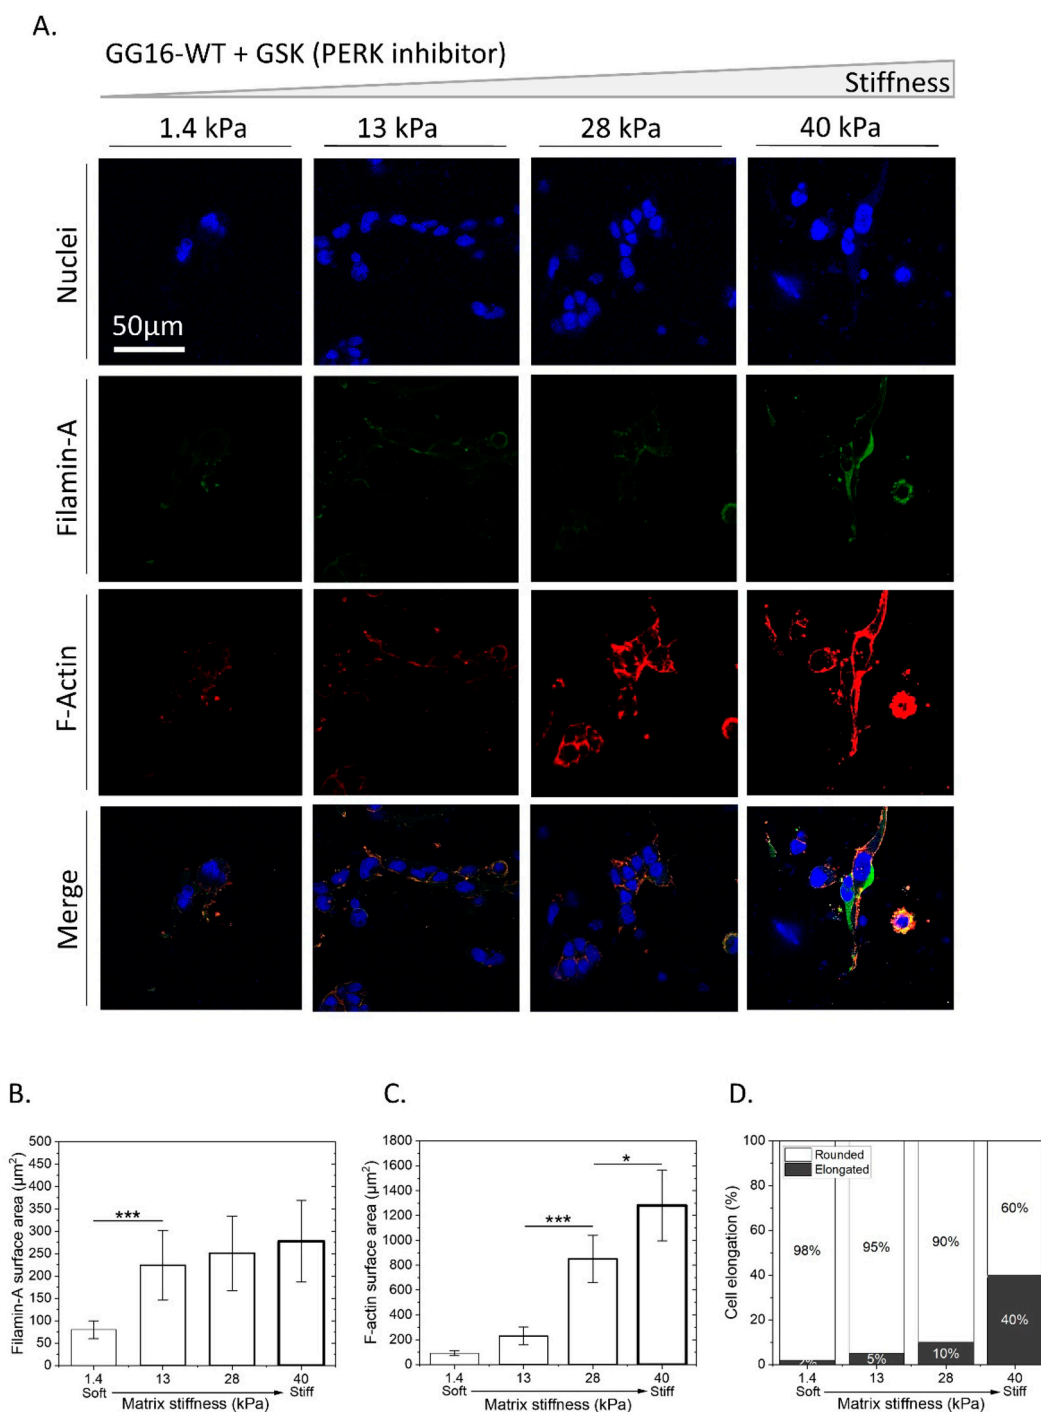 A.
GG16-WT + GSK (PERK inhibitor)
Stiffness
1.4 kPa 13 kPa 28 kPa 40 kPa
Nuclei
50µm
Filamin-A
F-Actin
Merge
B.
Filamin-A surface area (µm²)
500
450
400
350
300
250
200
150
100
50
0
***
1.4 13 28 40
Soft Stiff
Matrix stiffness (kPa)
C.
F-actin surface area (µm²)
1800
1600
1400
1200
1000
800
600
400
200
0
***
*
1.4 13 28 40
Soft Stiff
Matrix stiffness (kPa)
D.
Cell elongation (%)
100
80
60
40
20
0
Rounded
Elongated
98% 95% 90% 60%
2% 5% 10% 40%
1.4 13 28 40
Soft Stiff
Matrix stiffness (kPa)